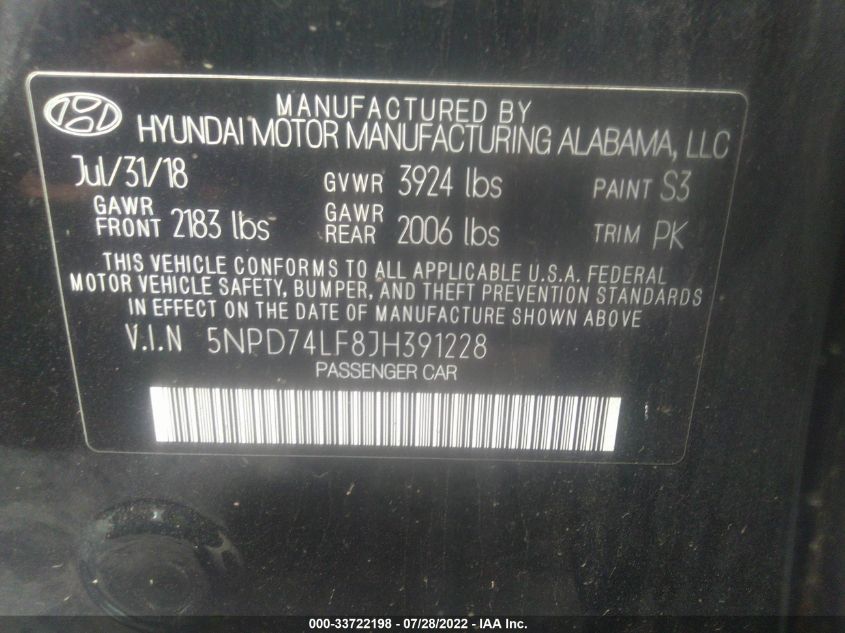 MANUFACTURED BY
HYUNDAI MOTOR MANUFACTURING ALABAMA, LLC
Jul/31/18 GVWR 3924 lbs PAINT S3
GAWR FRONT 2183 lbs GAWR REAR 2006 lbs TRIM PK
THIS VEHICLE CONFORMS TO ALL APPLICABLE U.S.A. FEDERAL
MOTOR VEHICLE SAFETY, BUMPER, AND THEFT PREVENTION STANDARDS
IN EFFECT ON THE DATE OF MANUFACTURE SHOWN ABOVE
V.I.N 5NPD74LF8JH391228
PASSENGER CAR
000-33722198 - 07/28/2022 - IAA Inc.